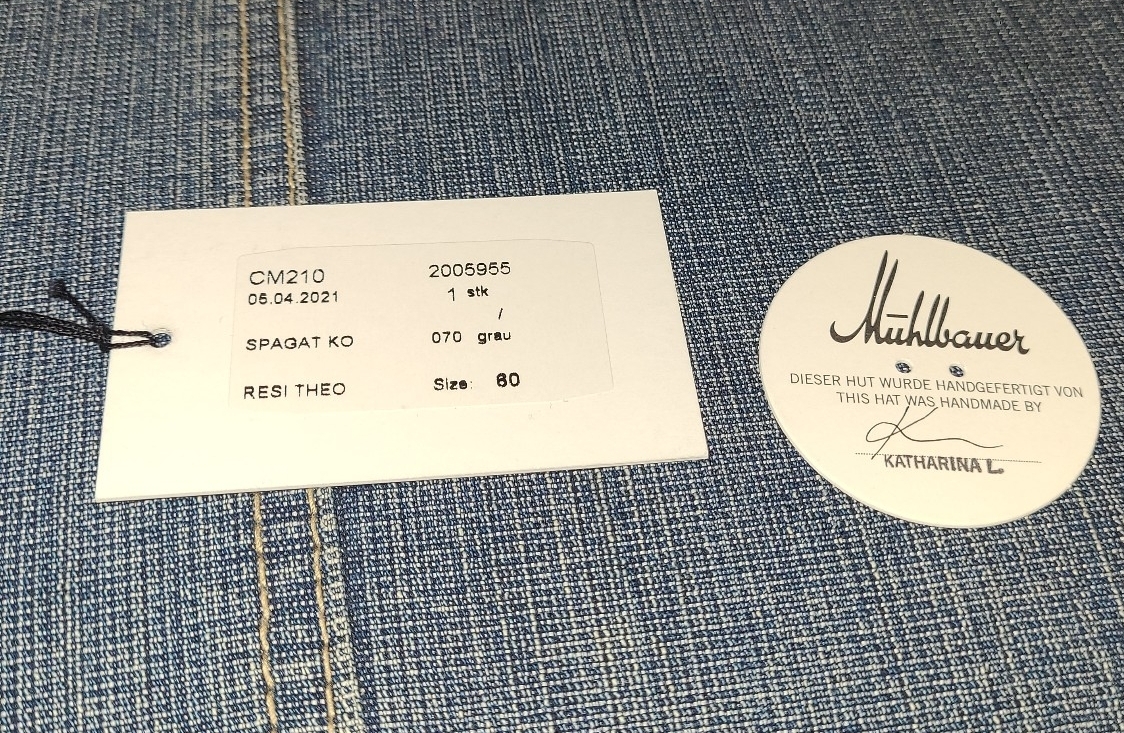 CM210 2005955
05.04.2021 1 stk
/
SPAGAT KO 070 grau
RESI THEO Size: 60
Mühlbauer
DIESER HUT WURDE HANDGEFERTIGT VON
THIS HAT WAS HANDMADE BY
KATHARINA L.